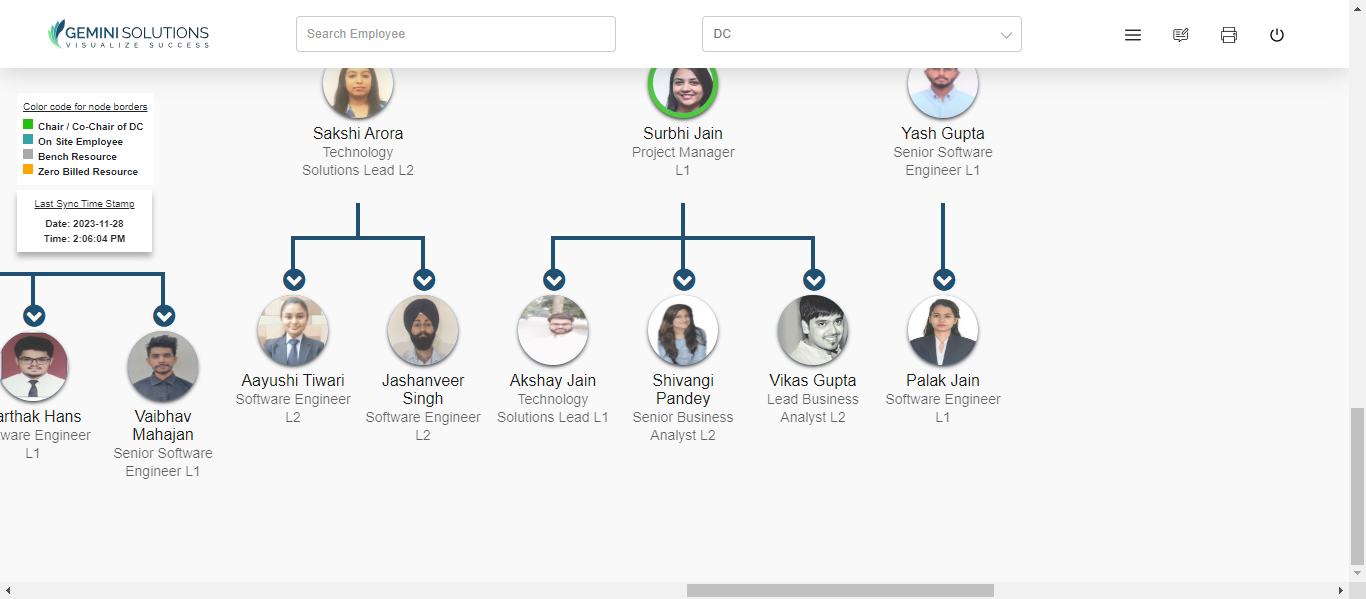 GEMINI SOLUTIONS
VISUALIZE SUCCESS
Search Employee
DC
Color code for node borders
Chair / Co-Chair of DC
On Site Employee
Bench Resource
Zero Billed Resource
Last Sync Time Stamp
Date: 2023-11-28
Time: 2:06:04 PM
Sakshi Arora
Technology
Solutions Lead L2
Surbhi Jain
Project Manager
L1
Yash Gupta
Senior Software
Engineer L1
arthak Hans
ware Engineer
L1
Vaibhav
Mahajan
Senior Software
Engineer L1
Aayushi Tiwari
Software Engineer
L2
Jashanveer
Singh
Software Engineer
L2
Akshay Jain
Technology
Solutions Lead L1
Shivangi
Pandey
Senior Business
Analyst L2
Vikas Gupta
Lead Business
Analyst L2
Palak Jain
Software Engineer
L1